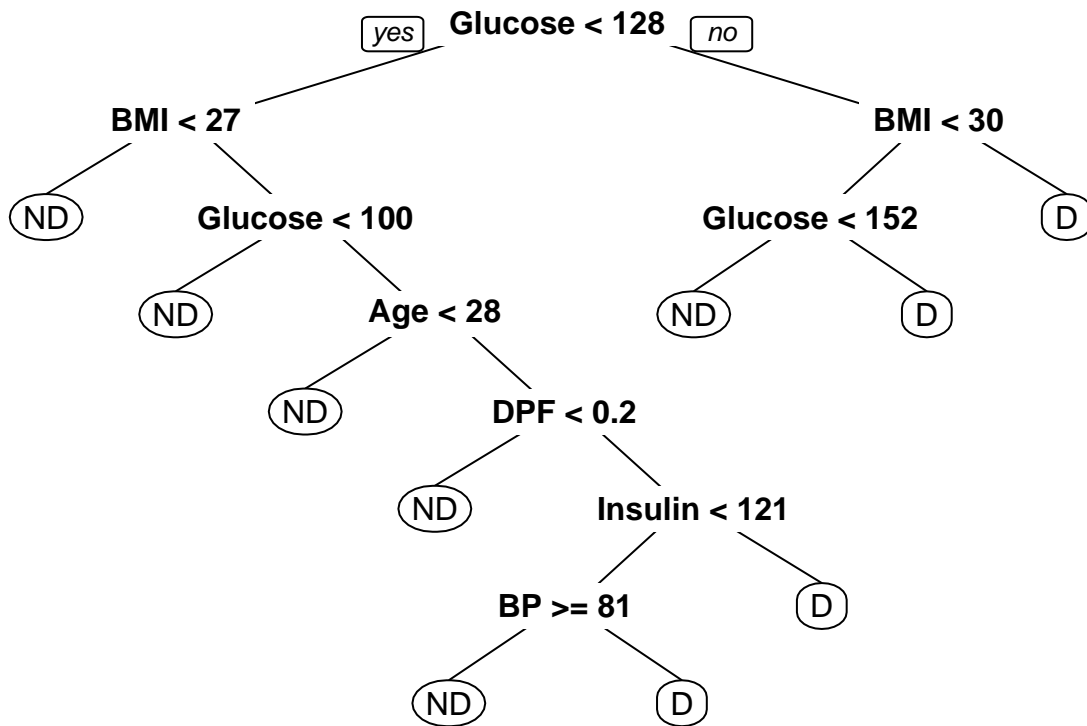 yes Glucose < 128 no
BMI < 27 BMI < 30
ND Glucose < 100 Glucose < 152 D
ND Age < 28 ND D
ND DPF < 0.2
ND Insulin < 121
BP >= 81 D
ND D